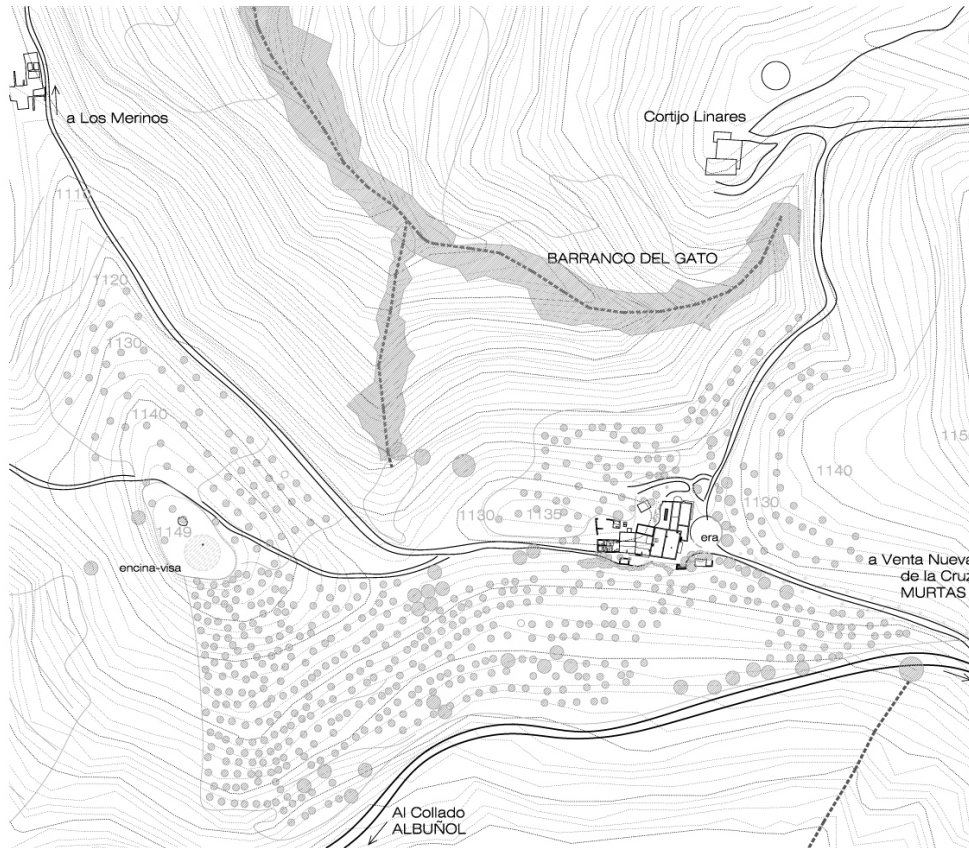 a Los Merinos
Cortijo Linares
1110
BARRANCO DEL GATO
1120
1130
1140
1140
1130
1130
1135
1149
era
encina-visa
a Venta Nueva
de la Cruz
MURTAS
Al Collado
ALBUÑOL